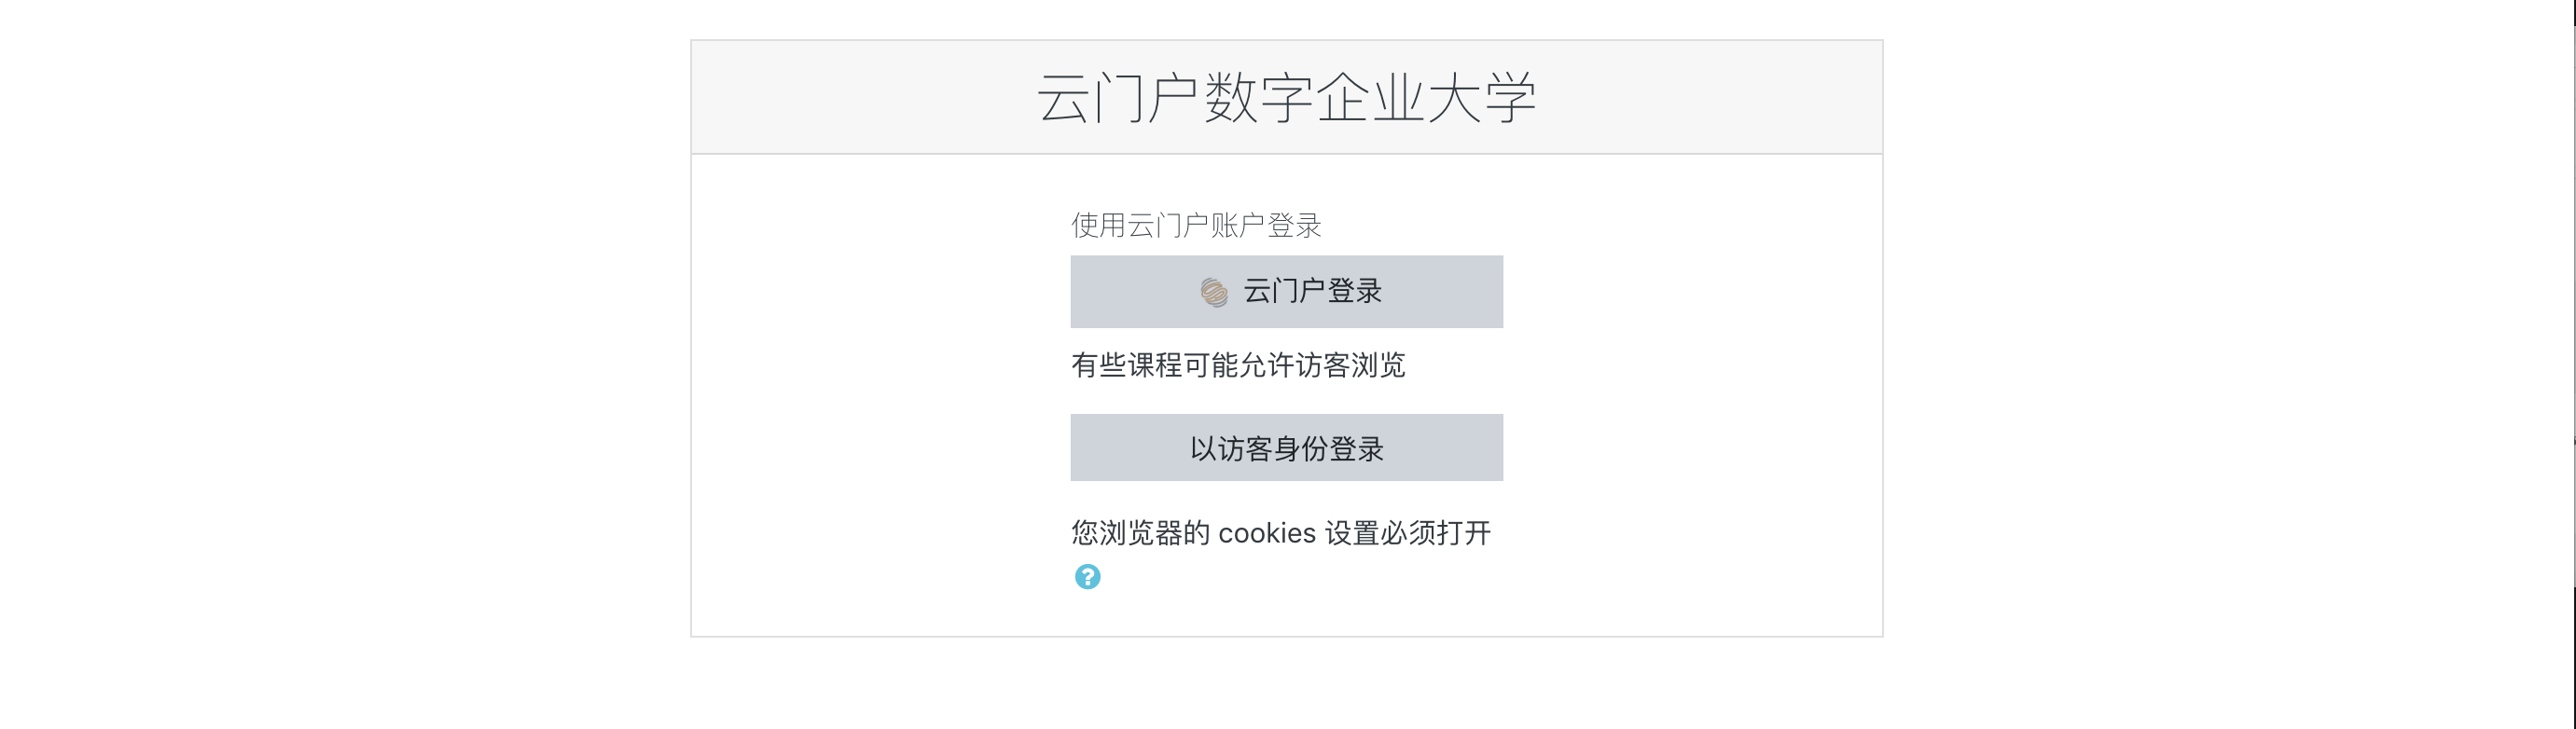 云门户数字企业大学
使用云门户账户登录
云门户登录
有些课程可能允许访客浏览
以访客身份登录
您浏览器的 cookies 设置必须打开
?